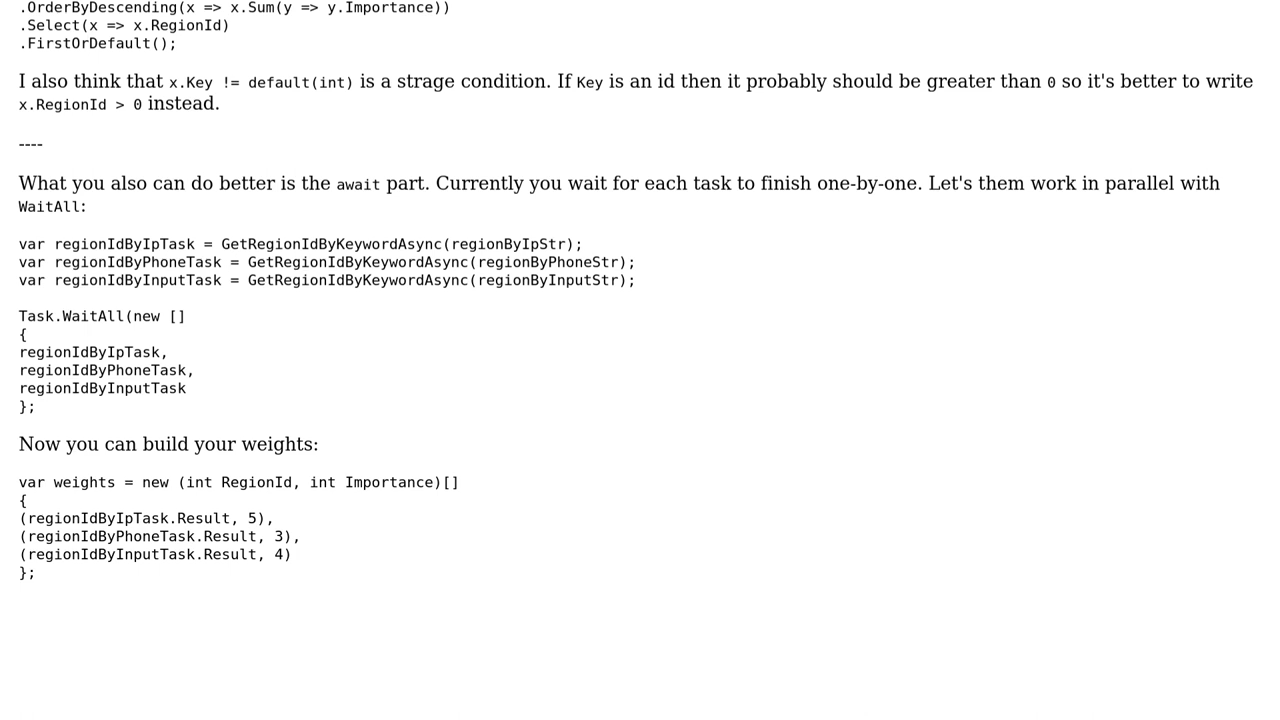 .OrderByDescending(x => x.Sum(y => y.Importance))
.Select(x => x.RegionId)
.FirstOrDefault();
I also think that x.Key != default(int) is a strage condition. If Key is an id then it probably should be greater than 0 so it's better to write
x.RegionId > 0 instead.
----
What you also can do better is the await part. Currently you wait for each task to finish one-by-one. Let's them work in parallel with
WaitAll:
var regionIdByIpTask = GetRegionIdByKeywordAsync(regionByIpStr);
var regionIdByPhoneTask = GetRegionIdByKeywordAsync(regionByPhoneStr);
var regionIdByInputTask = GetRegionIdByKeywordAsync(regionByInputStr);
Task.WaitAll(new []
{
regionIdByIpTask,
regionIdByPhoneTask,
regionIdByInputTask
};
Now you can build your weights:
var weights = new (int RegionId, int Importance)[]
{
(regionIdByIpTask.Result, 5),
(regionIdByPhoneTask.Result, 3),
(regionIdByInputTask.Result, 4)
};